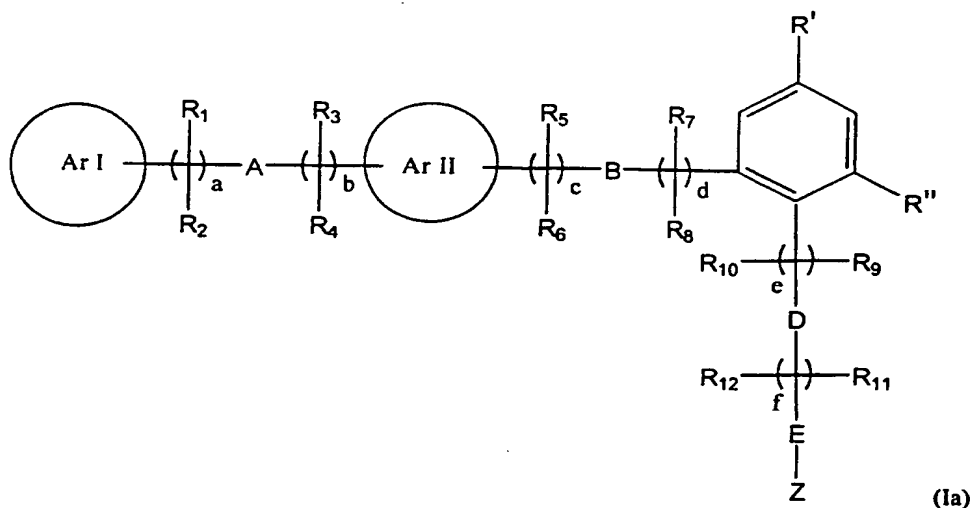 R'
R1 R3 R5 R7
Ar I ( ) a A ( ) b Ar II ( ) c B ( ) d
R2 R4 R6 R8 R"
R10 ( ) e R9
D
R12 ( ) f R11
E
Z
(Ia)